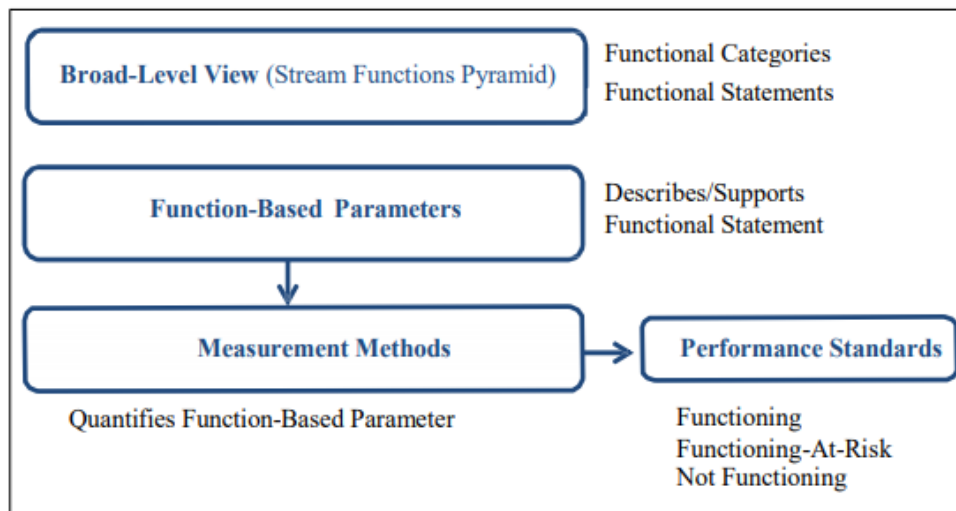 Broad-Level View (Stream Functions Pyramid)
Functional Categories
Functional Statements
Function-Based Parameters
Describes/Supports
Functional Statement
Measurement Methods
Performance Standards
Quantifies Function-Based Parameter
Functioning
Functioning-At-Risk
Not Functioning